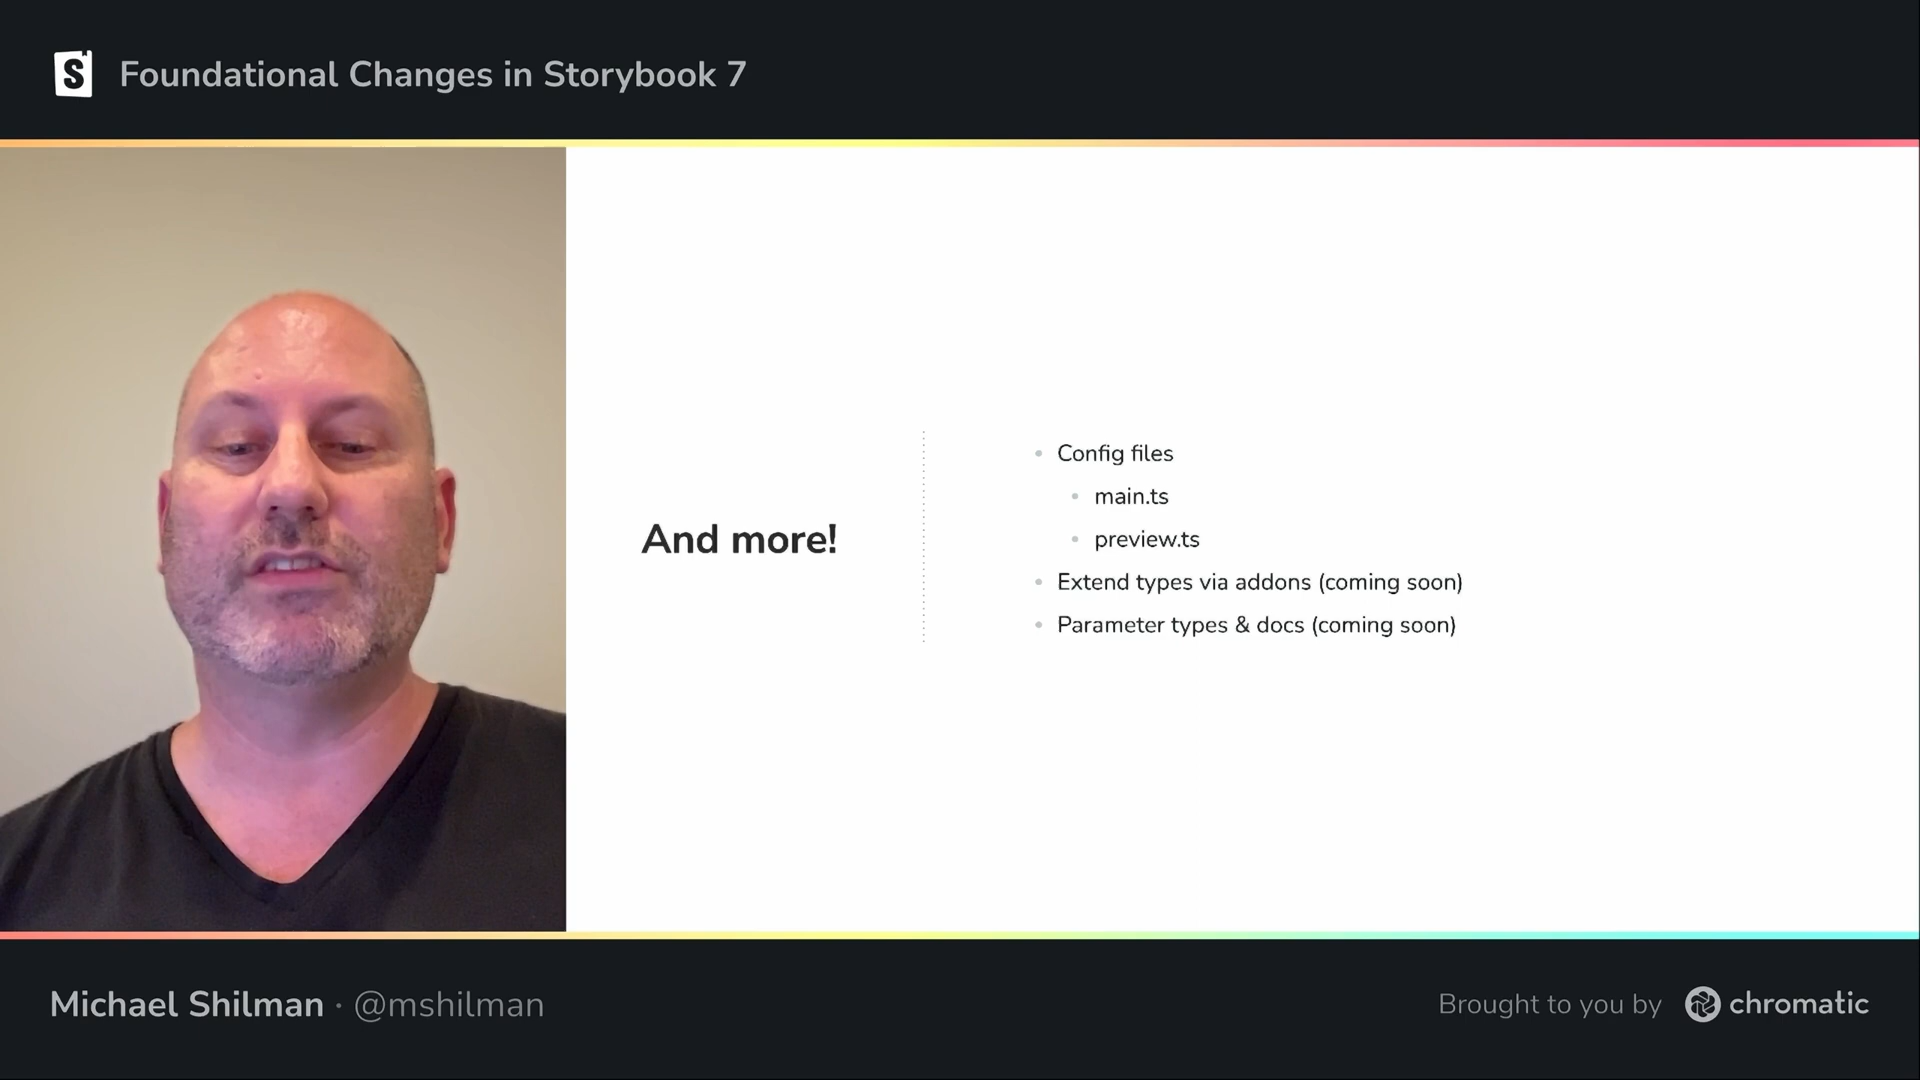 S
Foundational Changes in Storybook 7
And more!
Config files
main.ts
preview.ts
Extend types via addons (coming soon)
Parameter types & docs (coming soon)
Michael Shilman · @mshilman
Brought to you by chromatic